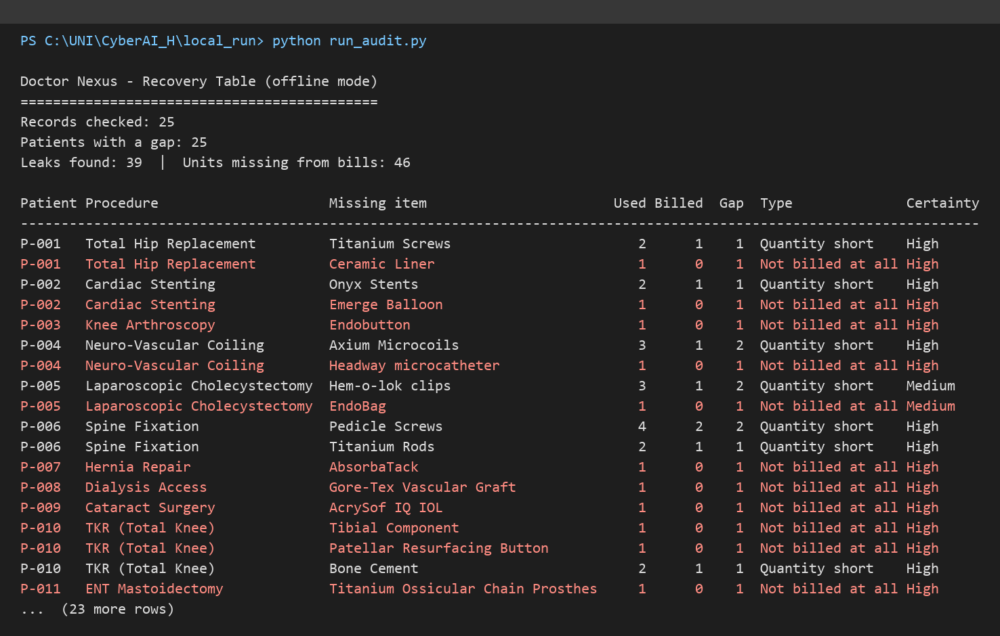 PS C:\UNI\CyberAI_H\local_run> python run_audit.py
Doctor Nexus - Recovery Table (offline mode)
============================================
Records checked: 25
Patients with a gap: 25
Leaks found: 39  |  Units missing from bills: 46
Patient Procedure                     Missing item                       Used Billed  Gap  Type              Certainty
----------------------------------------------------------------------------------------------------------------------
P-001   Total Hip Replacement         Titanium Screws                       2      1    1  Quantity short    High
P-001   Total Hip Replacement         Ceramic Liner                         1      0    1  Not billed at all High
P-002   Cardiac Stenting              Onyx Stents                           2      1    1  Quantity short    High
P-002   Cardiac Stenting              Emerge Balloon                        1      0    1  Not billed at all High
P-003   Knee Arthroscopy              Endobutton                            1      0    1  Not billed at all High
P-004   Neuro-Vascular Coiling        Axium Microcoils                      3      1    2  Quantity short    High
P-004   Neuro-Vascular Coiling        Headway microcatheter                 1      0    1  Not billed at all High
P-005   Laparoscopic Cholecystectomy  Hem-o-lok clips                       3      1    2  Quantity short    Medium
P-005   Laparoscopic Cholecystectomy  EndoBag                               1      0    1  Not billed at all Medium
P-006   Spine Fixation                Pedicle Screws                        4      2    2  Quantity short    High
P-006   Spine Fixation                Titanium Rods                         2      1    1  Quantity short    High
P-007   Hernia Repair                 AbsorbaTack                           1      0    1  Not billed at all High
P-008   Dialysis Access               Gore-Tex Vascular Graft               1      0    1  Not billed at all High
P-009   Cataract Surgery              AcrySof IQ IOL                        1      0    1  Not billed at all High
P-010   TKR (Total Knee)              Tibial Component                      1      0    1  Not billed at all High
P-010   TKR (Total Knee)              Patellar Resurfacing Button           1      0    1  Not billed at all High
P-010   TKR (Total Knee)              Bone Cement                           2      1    1  Quantity short    High
P-011   ENT Mastoidectomy             Titanium Ossicular Chain Prosthes     1      0    1  Not billed at all High
...  (23 more rows)